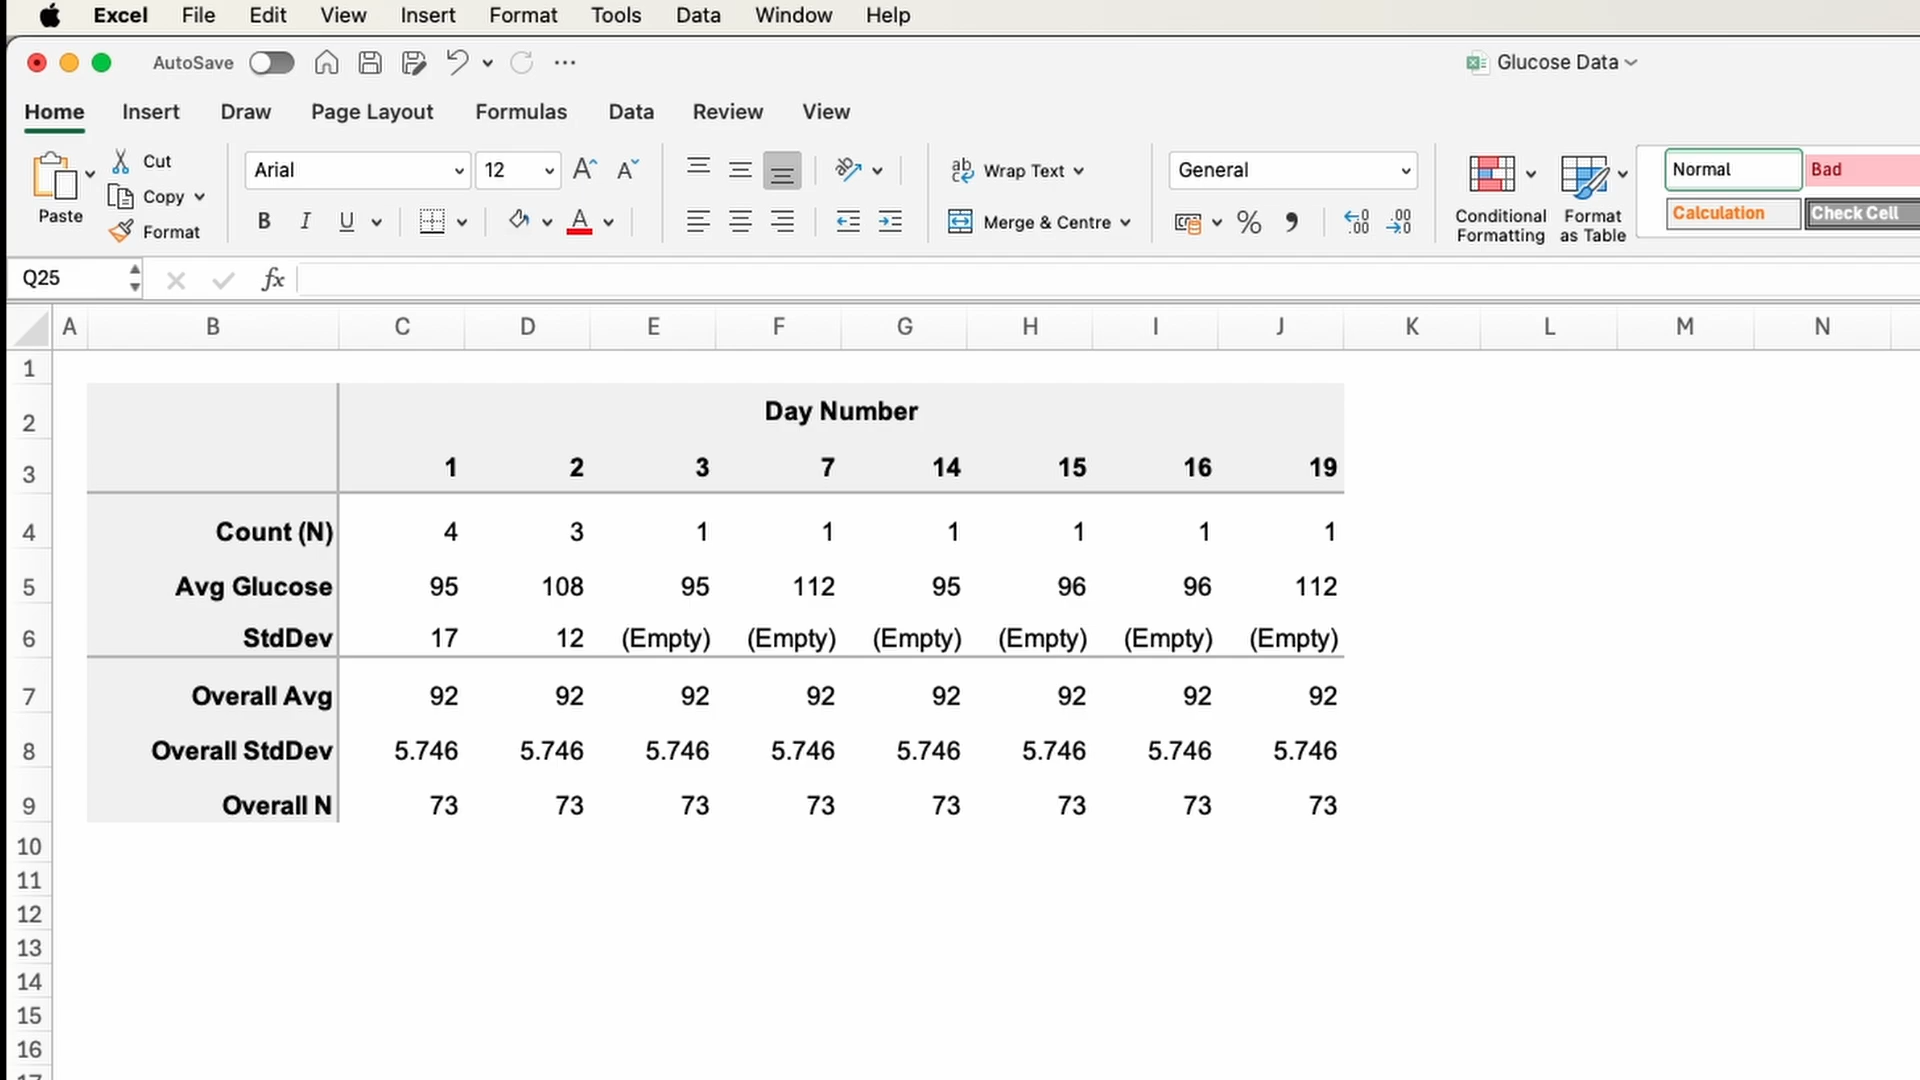 Excel File Edit View Insert Format Tools Data Window Help
AutoSave Glucose Data
Home Insert Draw Page Layout Formulas Data Review View
Paste
Cut
Copy
Format
Arial 12 A A
B I U A
ab Wrap Text
Merge & Centre
General
% 0 .00 .00 0
Conditional Formatting
Format as Table
Normal Bad
Calculation Check Cell
Q25 fx
A B C D E F G H I J K L M N
1
2 Day Number
3 1 2 3 7 14 15 16 19
4 Count (N) 4 3 1 1 1 1 1 1
5 Avg Glucose 95 108 95 112 95 96 96 112
6 StdDev 17 12 (Empty) (Empty) (Empty) (Empty) (Empty) (Empty)
7 Overall Avg 92 92 92 92 92 92 92 92
8 Overall StdDev 5.746 5.746 5.746 5.746 5.746 5.746 5.746 5.746
9 Overall N 73 73 73 73 73 73 73 73
10
11
12
13
14
15
16
17